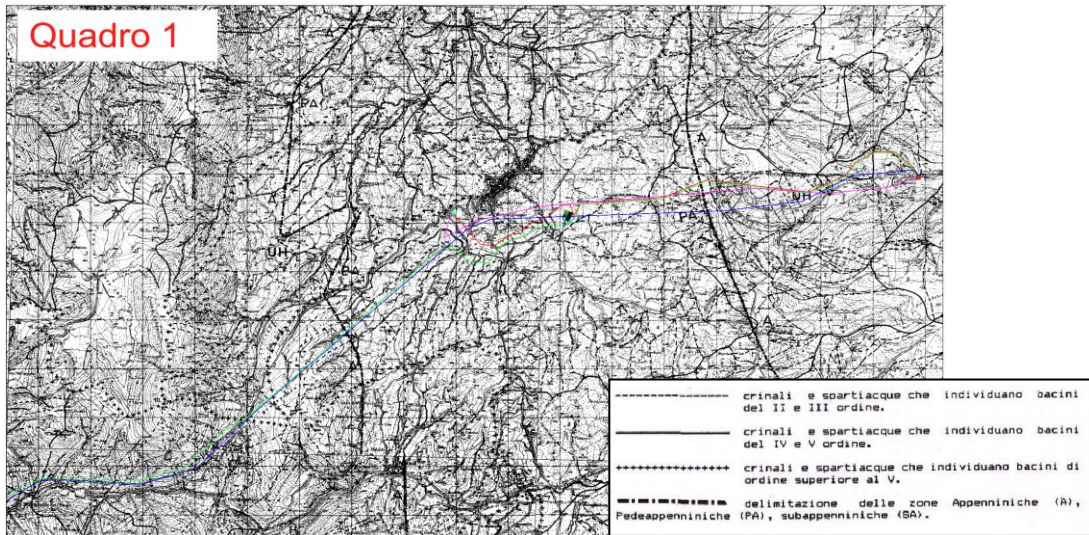 Quadro 1
A
PA
A
A
UH
PA
UH
PA
A
A
crinali e spartiacque che individuano bacini
del II e III ordine.
crinali e spartiacque che individuano bacini
del IV e V ordine.
crinali e spartiacque che individuano bacini di
ordine superiore al V.
delimitazione delle zone Appenniniche (A),
Pedeappenniniche (PA), subappenniniche (SA).